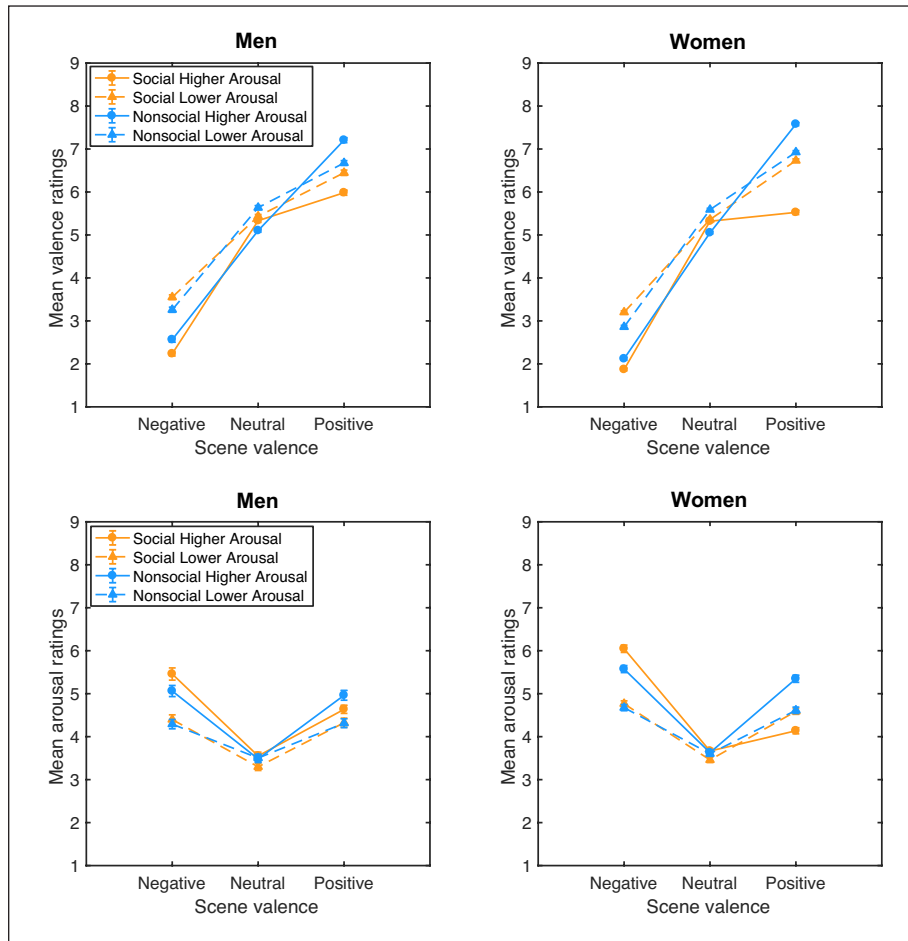 Men
Women
Mean valence ratings
9
8
7
6
5
4
3
2
1
Social Higher Arousal
Social Lower Arousal
Nonsocial Higher Arousal
Nonsocial Lower Arousal
Negative Neutral Positive
Scene valence
Mean valence ratings
9
8
7
6
5
4
3
2
1
Negative Neutral Positive
Scene valence
Men
Women
Mean arousal ratings
9
8
7
6
5
4
3
2
1
Social Higher Arousal
Social Lower Arousal
Nonsocial Higher Arousal
Nonsocial Lower Arousal
Negative Neutral Positive
Scene valence
Mean arousal ratings
9
8
7
6
5
4
3
2
1
Negative Neutral Positive
Scene valence